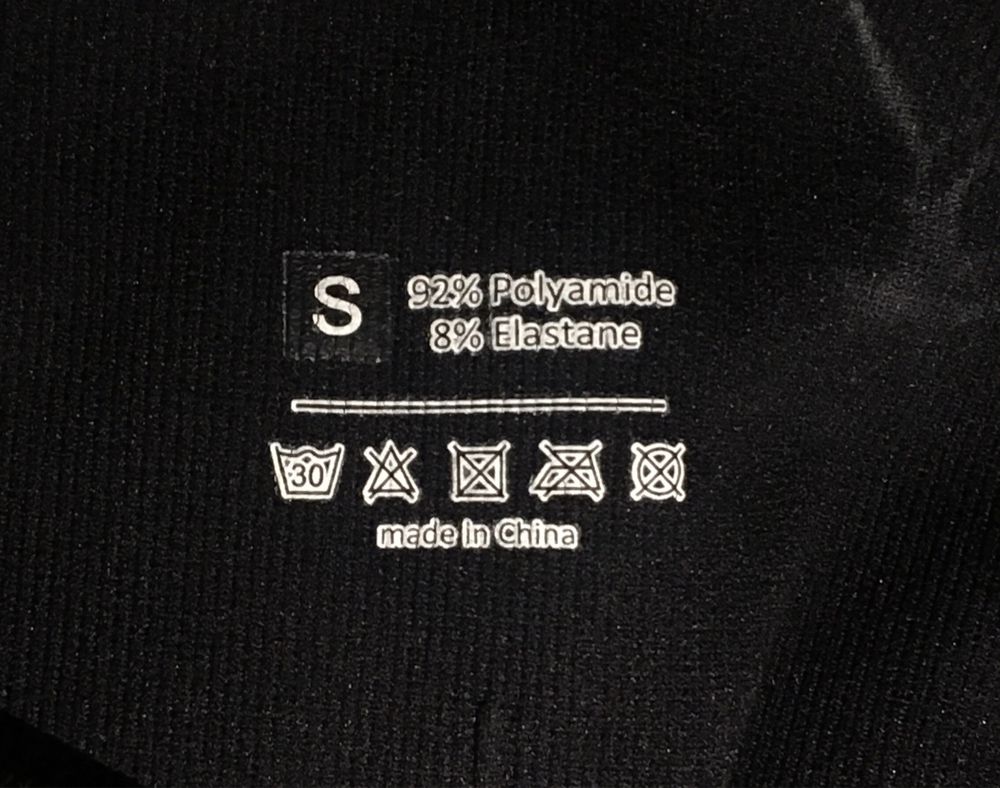 S
92% Polyamide
8% Elastane
30
made in China